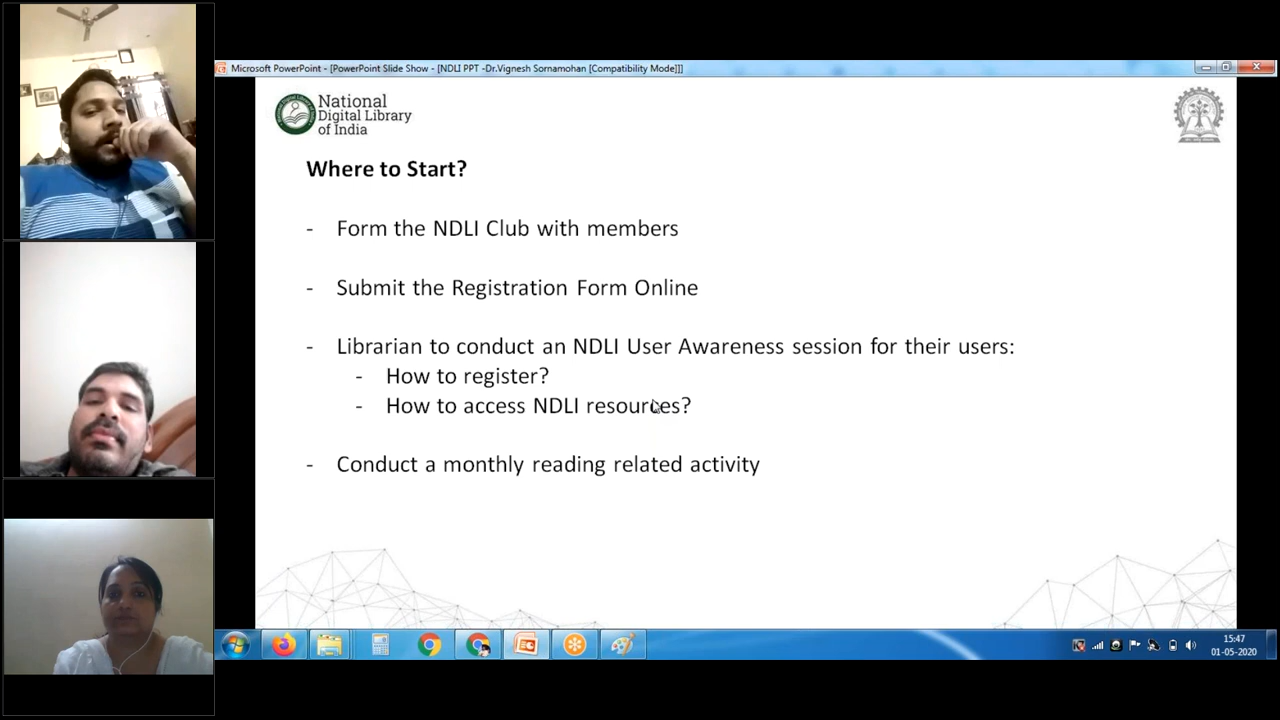 Microsoft PowerPoint - [PowerPoint Slide Show - [NDLI PPT -Dr.Vignesh Sornamohan [Compatibility Mode]]]
National
Digital Library
of India
Where to Start?
- Form the NDLI Club with members
- Submit the Registration Form Online
- Librarian to conduct an NDLI User Awareness session for their users:
- How to register?
- How to access NDLI resources?
- Conduct a monthly reading related activity
15:47
01-05-2020